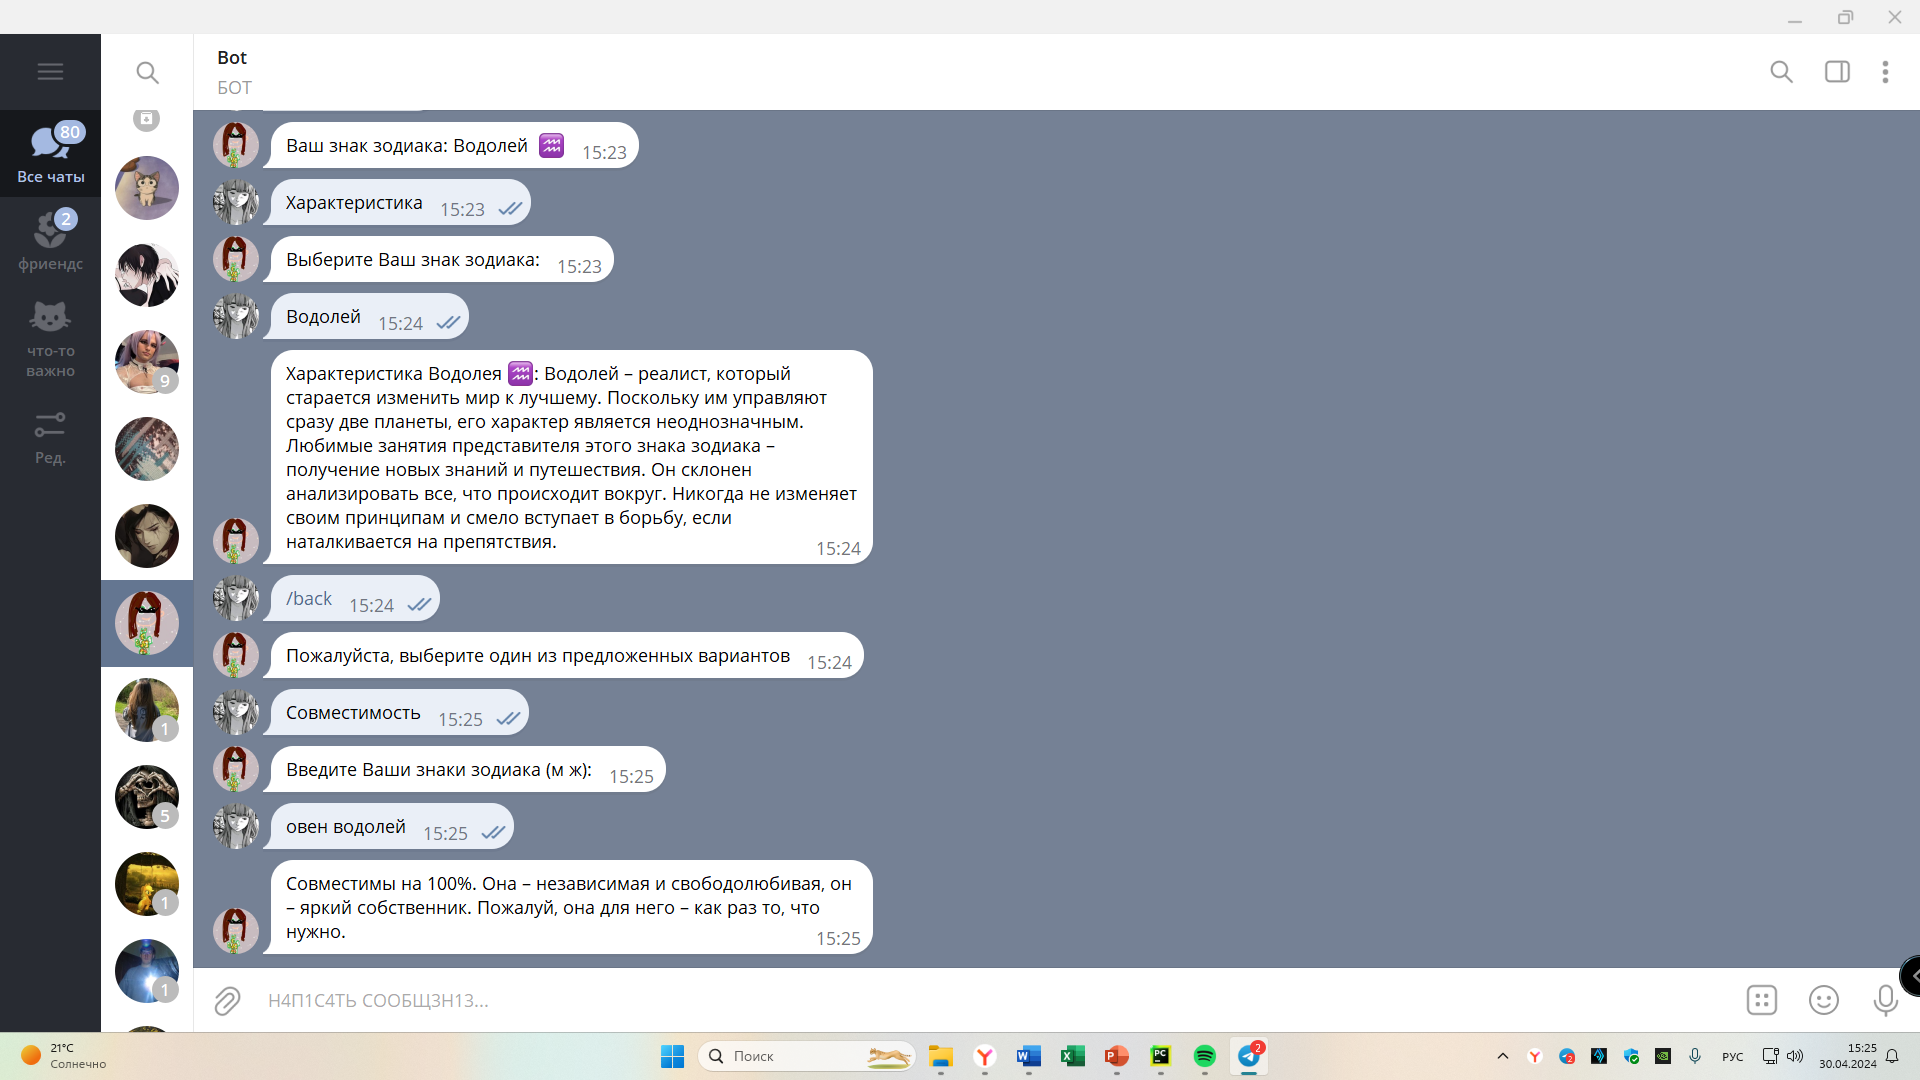 Bot
БОТ
80
Все чаты
2
фриендс
что-то
важно
Ред.
9
1
5
1
1
Ваш знак зодиака: Водолей ♒ 15:23
Характеристика 15:23
Выберите Ваш знак зодиака: 15:23
Водолей 15:24
Характеристика Водолея ♒: Водолей – реалист, который
старается изменить мир к лучшему. Поскольку им управляют
сразу две планеты, его характер является неоднозначным.
Любимые занятия представителя этого знака зодиака –
получение новых знаний и путешествия. Он склонен
анализировать все, что происходит вокруг. Никогда не изменяет
своим принципам и смело вступает в борьбу, если
наталкивается на препятствия. 15:24
/back 15:24
Пожалуйста, выберите один из предложенных вариантов 15:24
Совместимость 15:25
Введите Ваши знаки зодиака (м ж): 15:25
овен водолей 15:25
Совместимы на 100%. Она – независимая и свободолюбивая, он
– яркий собственник. Пожалуй, она для него – как раз то, что
нужно. 15:25
Н4П1С4ТЬ СООБЩ3Н13...
21°C
Солнечно
Поиск
PC
2
2
РУС
15:25
30.04.2024